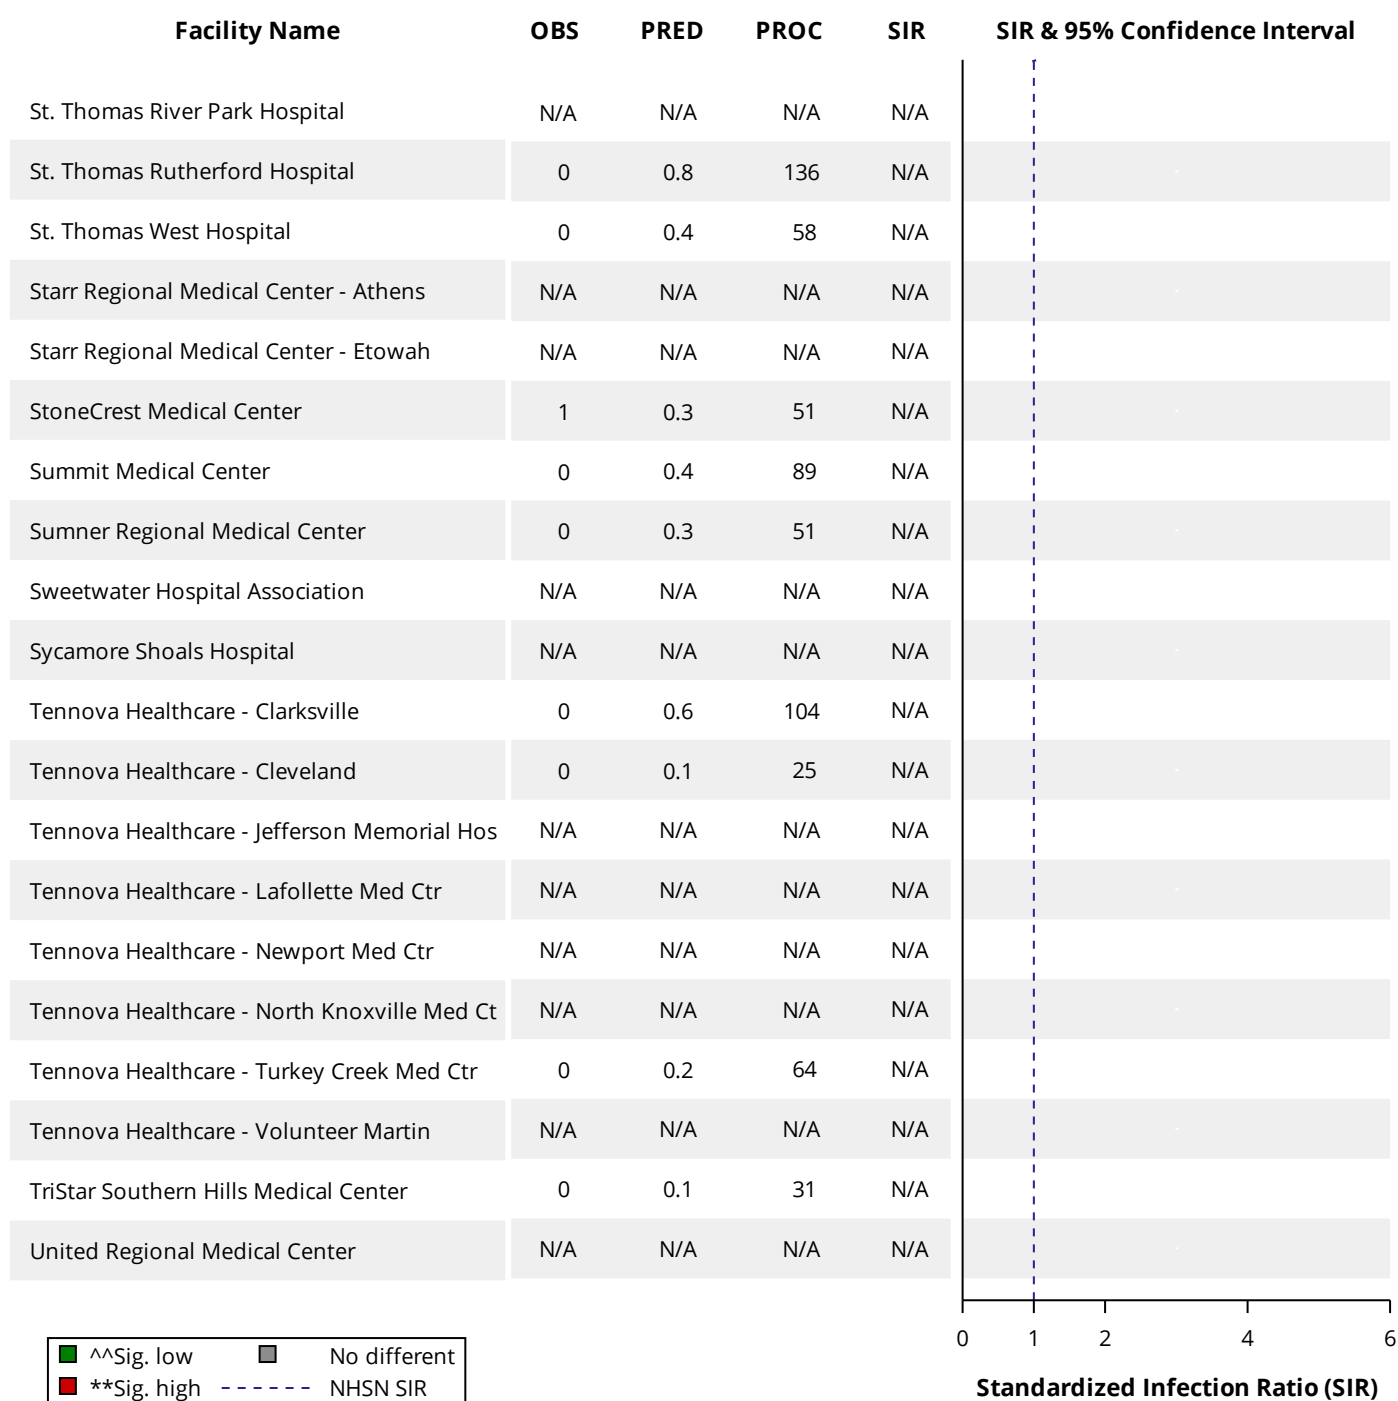 Facility Name OBS PRED PROC SIR SIR & 95% Confidence Interval
St. Thomas River Park Hospital N/A N/A N/A N/A
St. Thomas Rutherford Hospital 0 0.8 136 N/A
St. Thomas West Hospital 0 0.4 58 N/A
Starr Regional Medical Center - Athens N/A N/A N/A N/A
Starr Regional Medical Center - Etowah N/A N/A N/A N/A
StoneCrest Medical Center 1 0.3 51 N/A
Summit Medical Center 0 0.4 89 N/A
Sumner Regional Medical Center 0 0.3 51 N/A
Sweetwater Hospital Association N/A N/A N/A N/A
Sycamore Shoals Hospital N/A N/A N/A N/A
Tennova Healthcare - Clarksville 0 0.6 104 N/A
Tennova Healthcare - Cleveland 0 0.1 25 N/A
Tennova Healthcare - Jefferson Memorial Hos N/A N/A N/A N/A
Tennova Healthcare - Lafollette Med Ctr N/A N/A N/A N/A
Tennova Healthcare - Newport Med Ctr N/A N/A N/A N/A
Tennova Healthcare - North Knoxville Med Ct N/A N/A N/A N/A
Tennova Healthcare - Turkey Creek Med Ctr 0 0.2 64 N/A
Tennova Healthcare - Volunteer Martin N/A N/A N/A N/A
TriStar Southern Hills Medical Center 0 0.1 31 N/A
United Regional Medical Center N/A N/A N/A N/A
0 1 2 4 6
^^Sig. low No different
**Sig. high NHSN SIR
Standardized Infection Ratio (SIR)